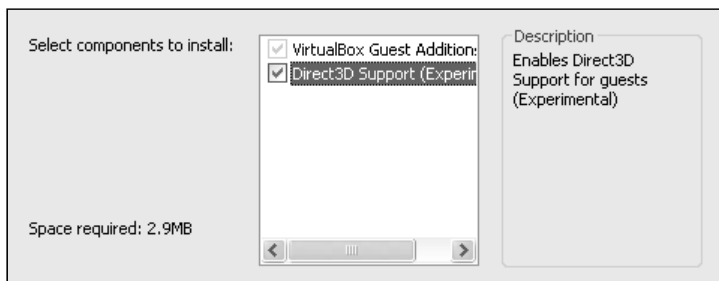 Select components to install:
VirtualBox Guest Addition
Direct3D Support (Experin
Space required: 2.9MB
Description
Enables Direct3D
Support for guests
(Experimental)